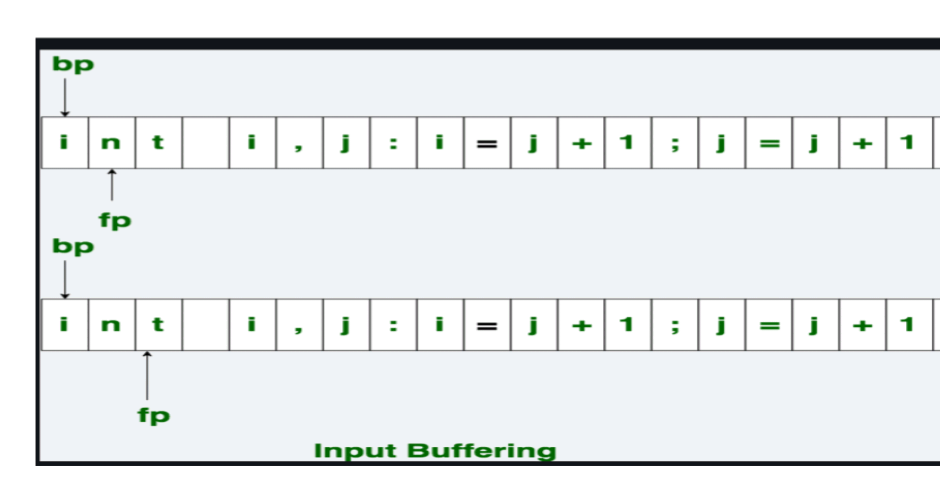 bp
i n t i , j : i = j + 1 ; j = j + 1
fp
bp
i n t i , j : i = j + 1 ; j = j + 1
fp
Input Buffering